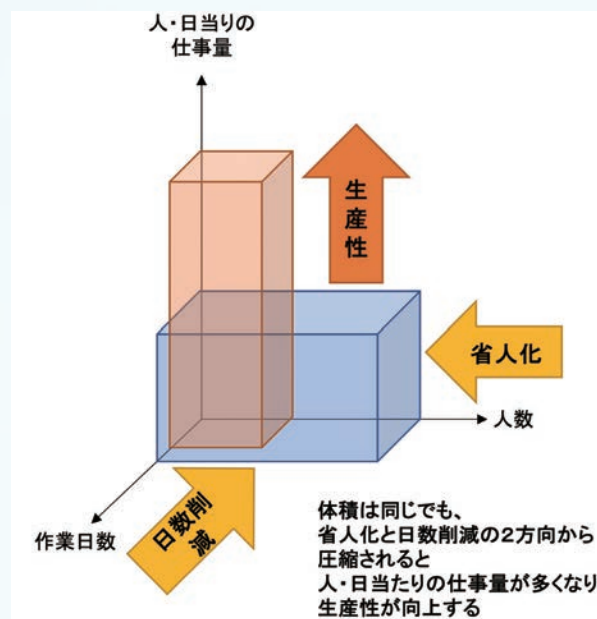 人・日当りの
仕事量
生産性
省人化
人数
日数削
減
作業日数
体積は同じでも、
省人化と日数削減の2方向から
圧縮されると
人・日当たりの仕事量が多くなり
生産性が向上する